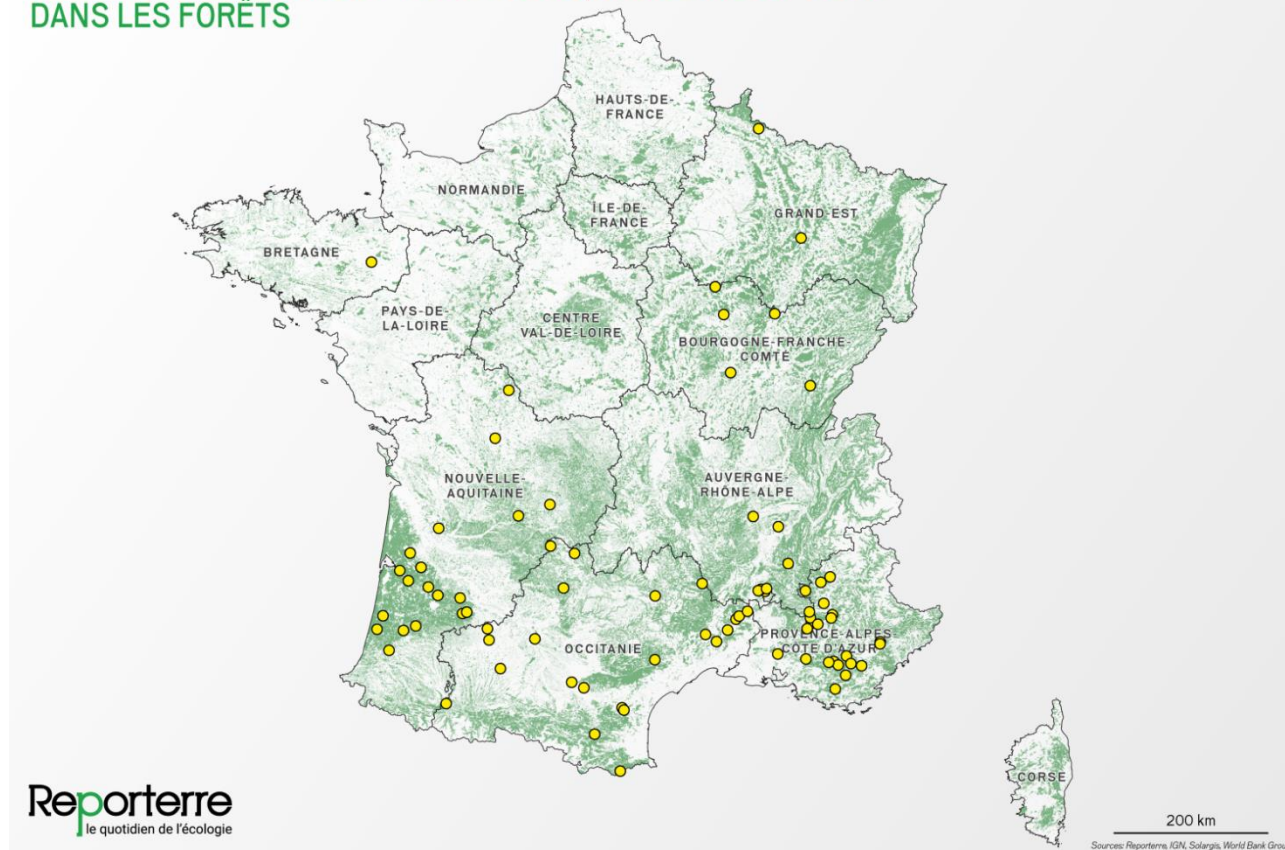 DANS LES FORÊTS
HAUTS-DE-
FRANCE
NORMANDIE
ÎLE-DE-
FRANCE
GRAND-EST
BRETAGNE
PAYS-DE-
LA-LOIRE
CENTRE
VAL-DE-LOIRE
BOURGOGNE-FRANCHE-
COMTÉ
NOUVELLE-
AQUITAINE
AUVERGNE-
RHÔNE-ALPE
OCCITANIE
PROVENCE-ALPES
CÔTE D'AZUR
CORSE
Reporterre
le quotidien de l'écologie
200 km
Sources: Reporterre, IGN, Solargis, World Bank Grou